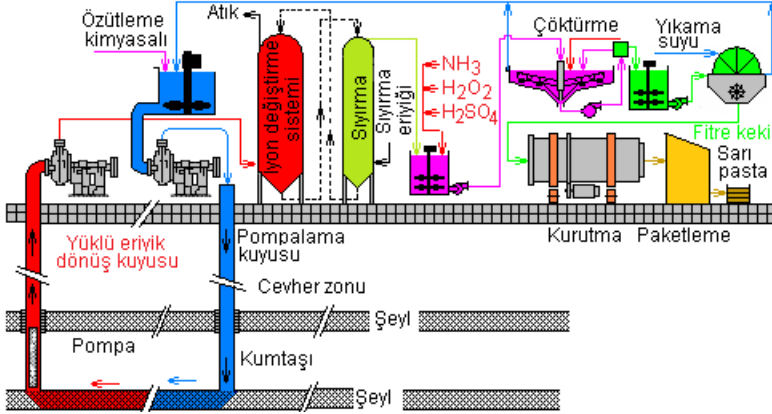 Özütleme
kimyasalı
Atık
İyon değiştirme
sistemi
Sıyırma
Sıyırma
eriyiği
NH3
H2O2
H2SO4
Çöktürme
Yıkama
suyu
Fitre keki
Sarı
pasta
Kurutma
Paketleme
Yüklü eriyik
dönüş kuyusu
Pompalama
kuyusu
Cevher zonu
Şeyl
Pompa
Kumtaşı
Şeyl